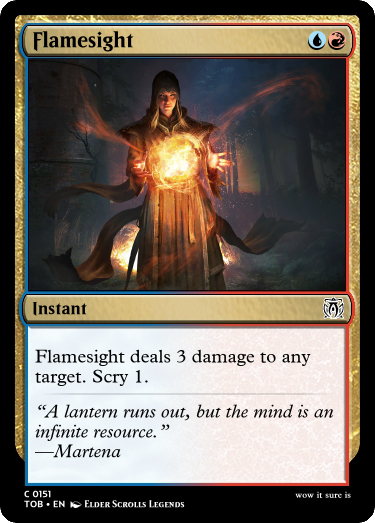 Flamesight
Instant
Flamesight deals 3 damage to any
target. Scry 1.
“A lantern runs out, but the mind is an
infinite resource.”
—Martena
C 0151
TOB • EN Elder Scrolls Legends
wow it sure is